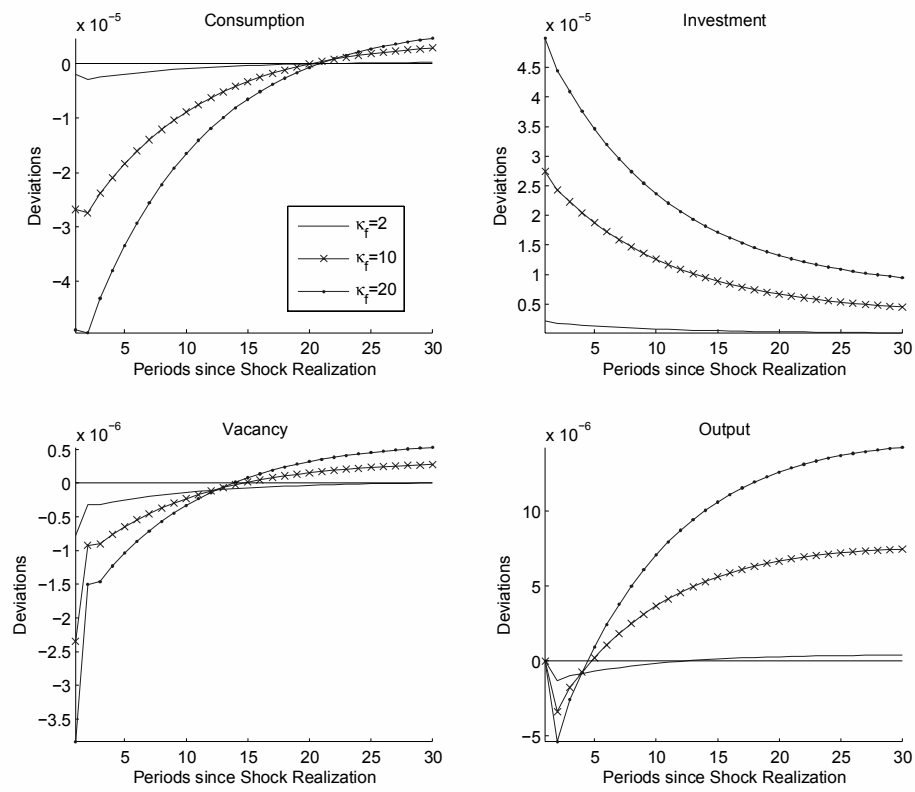 x 10⁻⁵
Consumption
0
−1
−2
−3
−4
Deviations
κf=2
κf=10
κf=20
5 10 15 20 25 30
Periods since Shock Realization
x 10⁻⁵
Investment
4.5
4
3.5
3
2.5
2
1.5
1
0.5
Deviations
5 10 15 20 25 30
Periods since Shock Realization
x 10⁻⁶
Vacancy
0.5
0
−0.5
−1
−1.5
−2
−2.5
−3
−3.5
Deviations
5 10 15 20 25 30
Periods since Shock Realization
x 10⁻⁶
Output
10
5
0
−5
Deviations
5 10 15 20 25 30
Periods since Shock Realization